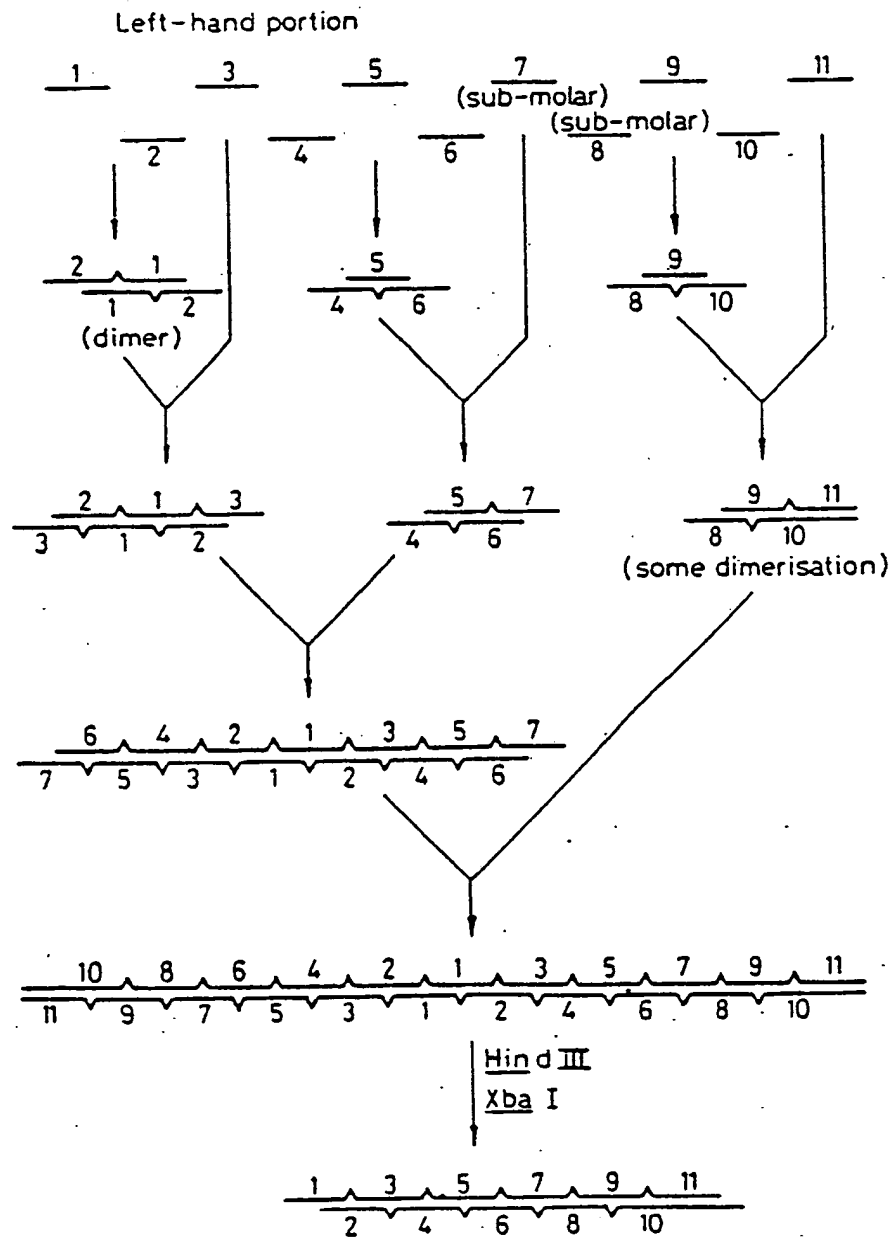 Left-hand portion
1 3 5 7 9 11
(sub-molar)
(sub-molar)
2 4 6 8 10
2 1
1 2
(dimer)
5
4 6
9
8 10
2 1 3
3 1 2
5 7
4 6
9 11
8 10
(some dimerisation)
6 4 2 1 3 5 7
7 5 3 1 2 4 6
10 8 6 4 2 1 3 5 7 9 11
11 9 7 5 3 1 2 4 6 8 10
Hind III
Xba I
1 3 5 7 9 11
2 4 6 8 10